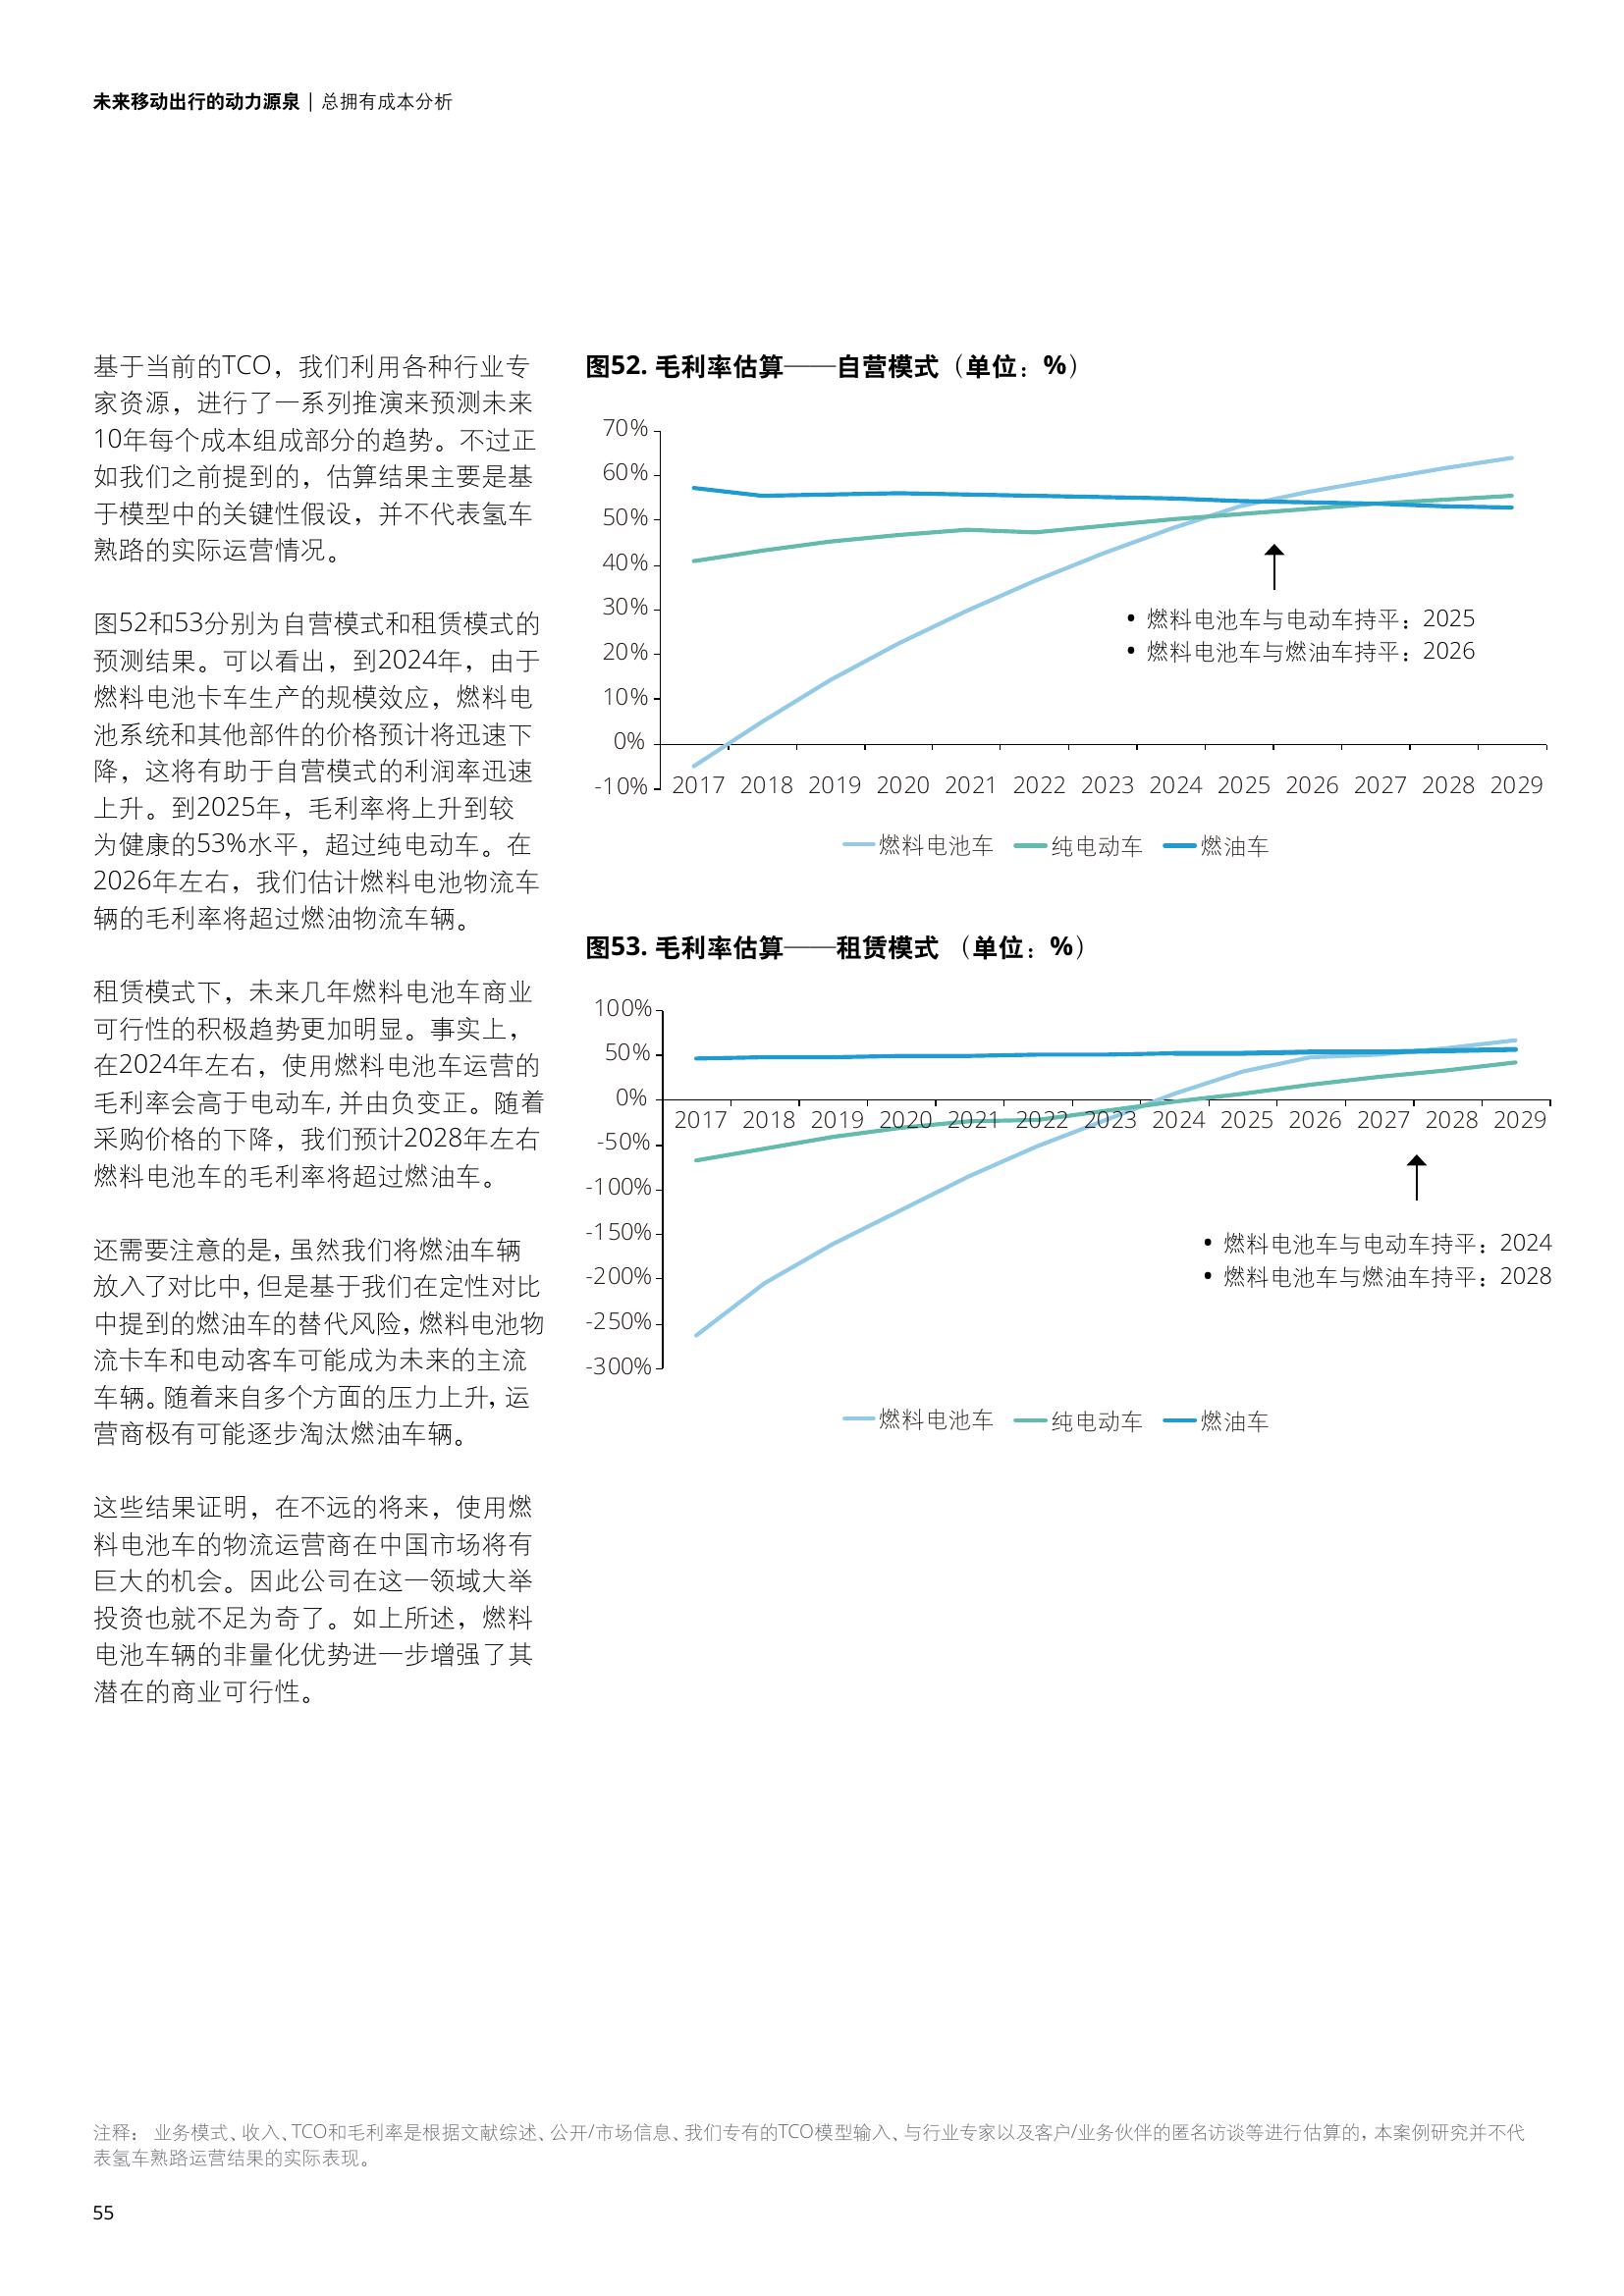 未来移动出行的动力源泉 | 总拥有成本分析
基于当前的TCO，我们利用各种行业专
家资源，进行了一系列推演来预测未来
10年每个成本组成部分的趋势。不过正
如我们之前提到的，估算结果主要是基
于模型中的关键性假设，并不代表氢车
熟路的实际运营情况。
图52和53分别为自营模式和租赁模式的
预测结果。可以看出，到2024年，由于
燃料电池卡车生产的规模效应，燃料电
池系统和其他部件的价格预计将迅速下
降，这将有助于自营模式的利润率迅速
上升。到2025年，毛利率将上升到较
为健康的53%水平，超过纯电动车。在
2026年左右，我们估计燃料电池物流车
辆的毛利率将超过燃油物流车辆。
租赁模式下，未来几年燃料电池车商业
可行性的积极趋势更加明显。事实上，
在2024年左右，使用燃料电池车运营的
毛利率会高于电动车, 并由负变正。随着
采购价格的下降，我们预计2028年左右
燃料电池车的毛利率将超过燃油车。
还需要注意的是, 虽然我们将燃油车辆
放入了对比中, 但是基于我们在定性对比
中提到的燃油车的替代风险, 燃料电池物
流卡车和电动客车可能成为未来的主流
车辆。随着来自多个方面的压力上升, 运
营商极有可能逐步淘汰燃油车辆。
这些结果证明，在不远的将来，使用燃
料电池车的物流运营商在中国市场将有
巨大的机会。因此公司在这一领域大举
投资也就不足为奇了。如上所述，燃料
电池车辆的非量化优势进一步增强了其
潜在的商业可行性。
图52. 毛利率估算——自营模式（单位：%）
70%
60%
50%
40%
30%
20%
10%
0%
-10%
2017 2018 2019 2020 2021 2022 2023 2024 2025 2026 2027 2028 2029
• 燃料电池车与电动车持平：2025
• 燃料电池车与燃油车持平：2026
燃料电池车 纯电动车 燃油车
图53. 毛利率估算——租赁模式 （单位：%）
100%
50%
0%
-50%
-100%
-150%
-200%
-250%
-300%
2017 2018 2019 2020 2021 2022 2023 2024 2025 2026 2027 2028 2029
• 燃料电池车与电动车持平：2024
• 燃料电池车与燃油车持平：2028
燃料电池车 纯电动车 燃油车
注释： 业务模式、收入、TCO和毛利率是根据文献综述、公开/市场信息、我们专有的TCO模型输入、与行业专家以及客户/业务伙伴的匿名访谈等进行估算的, 本案例研究并不代
表氢车熟路运营结果的实际表现。
55